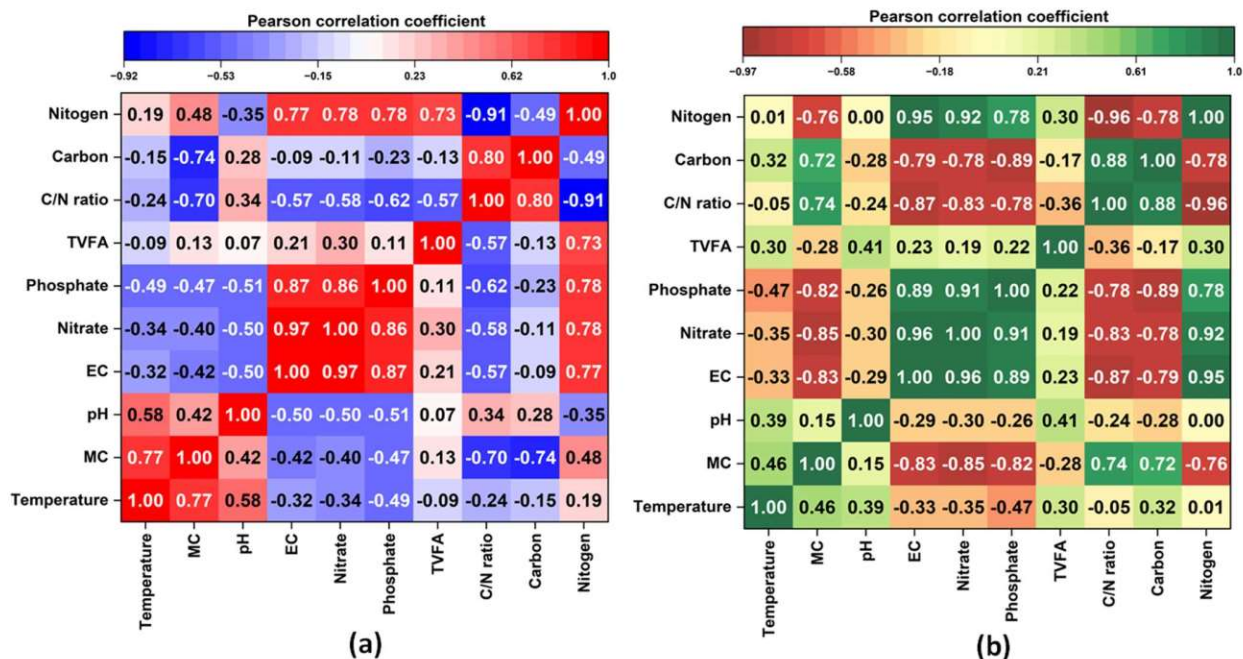 Pearson correlation coefficient
−0.92 −0.53 −0.15 0.23 0.62 1.0
Nitogen 0.19 0.48 -0.35 0.77 0.78 0.78 0.73 -0.91 -0.49 1.00
Carbon -0.15 -0.74 0.28 -0.09 -0.11 -0.23 -0.13 0.80 1.00 -0.49
C/N ratio -0.24 -0.70 0.34 -0.57 -0.58 -0.62 -0.57 1.00 0.80 -0.91
TVFA -0.09 0.13 0.07 0.21 0.30 0.11 1.00 -0.57 -0.13 0.73
Phosphate -0.49 -0.47 -0.51 0.87 0.86 1.00 0.11 -0.62 -0.23 0.78
Nitrate -0.34 -0.40 -0.50 0.97 1.00 0.86 0.30 -0.58 -0.11 0.78
EC -0.32 -0.42 -0.50 1.00 0.97 0.87 0.21 -0.57 -0.09 0.77
pH 0.58 0.42 1.00 -0.50 -0.50 -0.51 0.07 0.34 0.28 -0.35
MC 0.77 1.00 0.42 -0.42 -0.40 -0.47 0.13 -0.70 -0.74 0.48
Temperature 1.00 0.77 0.58 -0.32 -0.34 -0.49 -0.09 -0.24 -0.15 0.19
Temperature MC pH EC Nitrate Phosphate TVFA C/N ratio Carbon Nitogen
(a)
Pearson correlation coefficient
−0.97 −0.58 −0.18 0.21 0.61 1.0
Nitogen 0.01 -0.76 0.00 0.95 0.92 0.78 0.30 -0.96 -0.78 1.00
Carbon 0.32 0.72 -0.28 -0.79 -0.78 -0.89 -0.17 0.88 1.00 -0.78
C/N ratio -0.05 0.74 -0.24 -0.87 -0.83 -0.78 -0.36 1.00 0.88 -0.96
TVFA 0.30 -0.28 0.41 0.23 0.19 0.22 1.00 -0.36 -0.17 0.30
Phosphate -0.47 -0.82 -0.26 0.89 0.91 1.00 0.22 -0.78 -0.89 0.78
Nitrate -0.35 -0.85 -0.30 0.96 1.00 0.91 0.19 -0.83 -0.78 0.92
EC -0.33 -0.83 -0.29 1.00 0.96 0.89 0.23 -0.87 -0.79 0.95
pH 0.39 0.15 1.00 -0.29 -0.30 -0.26 0.41 -0.24 -0.28 0.00
MC 0.46 1.00 0.15 -0.83 -0.85 -0.82 -0.28 0.74 0.72 -0.76
Temperature 1.00 0.46 0.39 -0.33 -0.35 -0.47 0.30 -0.05 0.32 0.01
Temperature MC pH EC Nitrate Phosphate TVFA C/N ratio Carbon Nitogen
(b)